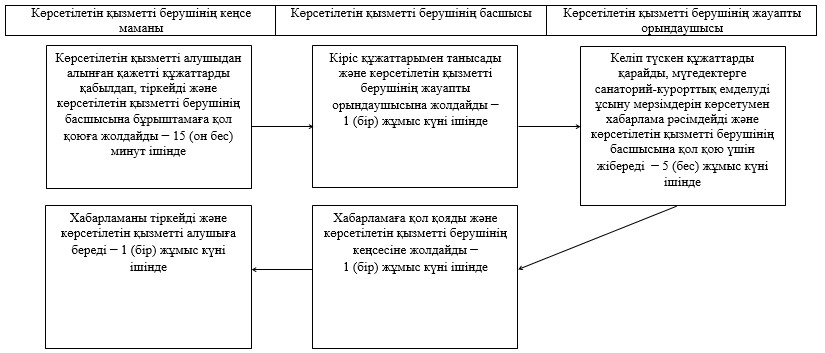 Көрсетілетін қызметті берушінің кеңсе
маманы
Көрсетілетін қызметті берушінің басшысы
Көрсетілетін қызметті берушінің жауапты
орындаушысы
Көрсетілетін қызметті алушыдан
алынған қажетті құжаттарды
қабылдап, тіркейді және
көрсетілетін қызметті берушінің
басшысына бұрыштамаға қол
қоюға жолдайды – 15 (он бес)
минут ішінде
Кіріс құжаттарымен танысады
және көрсетілетін қызметті
берушінің жауапты
орындаушысына жолдайды –
1 (бір) жұмыс күні ішінде
Келіп түскен құжаттарды
қарайды, мүгедектерге
санаторий-курорттық емделуді
ұсыну мерзімдерін көрсетумен
хабарлама рәсімдейді және
көрсетілетін қызметті берушінің
басшысына қол қою үшін
жібереді – 5 (бес) жұмыс күні
ішінде
Хабарламаны тіркейді және
көрсетілетін қызметті алушыға
береді – 1 (бір) жұмыс күні
ішінде
Хабарламаға қол қояды және
көрсетілетін қызметті берушінің
кеңсесіне жолдайды –
1 (бір) жұмыс күні ішінде